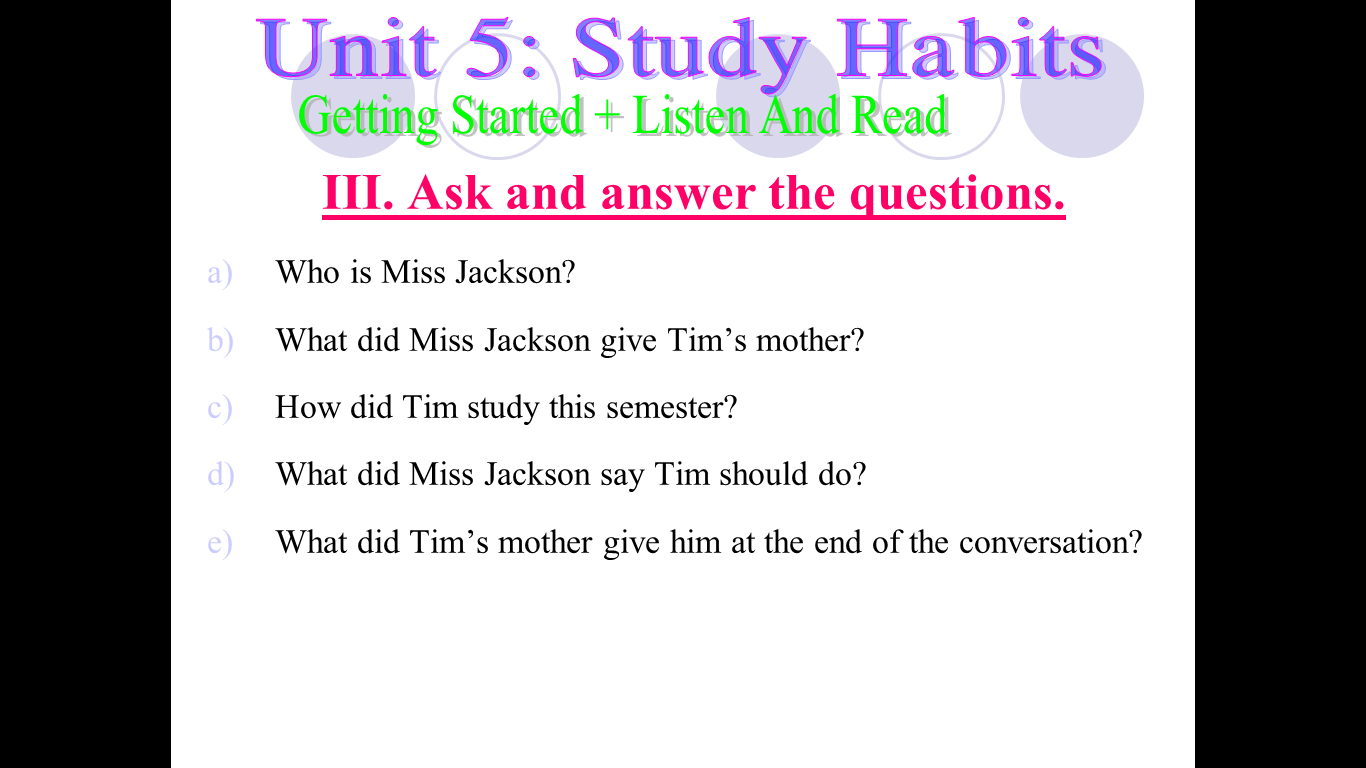 Unit 5: Study Habits
Getting Started + Listen And Read
III. Ask and answer the questions.
a) Who is Miss Jackson?
b) What did Miss Jackson give Tim’s mother?
c) How did Tim study this semester?
d) What did Miss Jackson say Tim should do?
e) What did Tim’s mother give him at the end of the conversation?